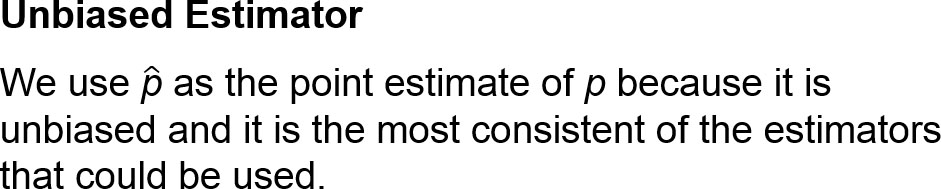 Unbiased Estimator
We use p̂ as the point estimate of p because it is
unbiased and it is the most consistent of the estimators
that could be used.